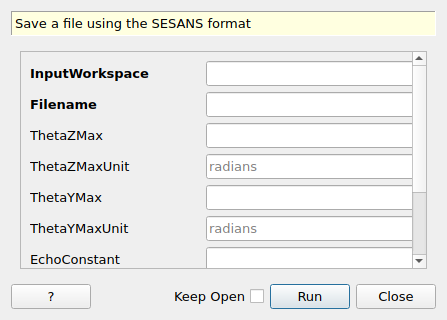 Save a file using the SESANS format
InputWorkspace
Filename
ThetaZMax
ThetaZMaxUnit radians
ThetaYMax
ThetaYMaxUnit radians
EchoConstant
? Keep Open Run Close